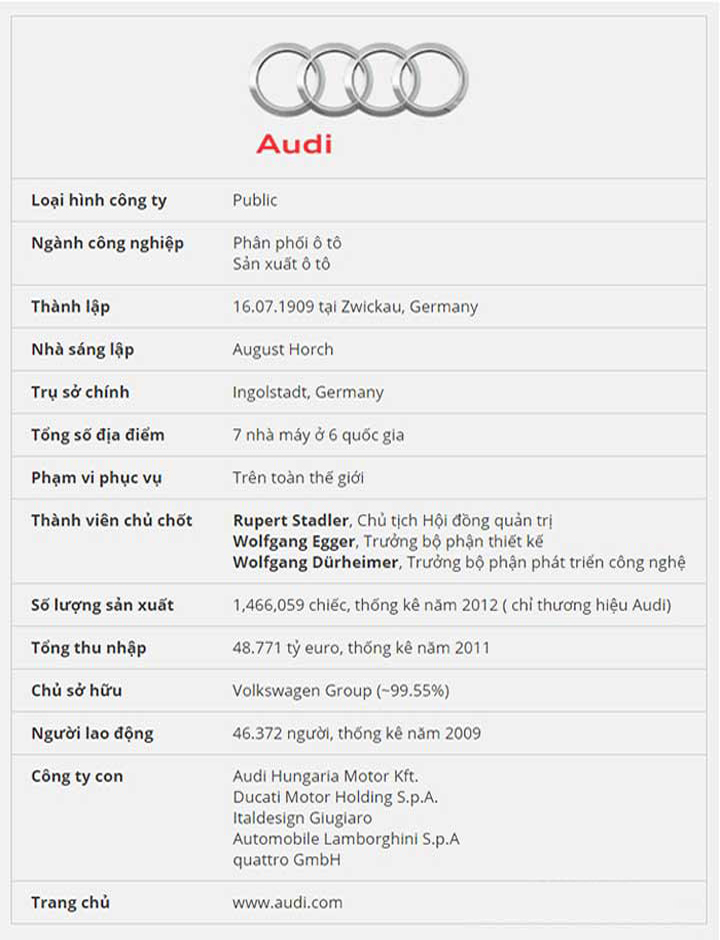 Audi
Loại hình công ty Public
Ngành công nghiệp Phân phối ô tô
Sản xuất ô tô
Thành lập 16.07.1909 tại Zwickau, Germany
Nhà sáng lập August Horch
Trụ sở chính Ingolstadt, Germany
Tổng số địa điểm 7 nhà máy ở 6 quốc gia
Phạm vi phục vụ Trên toàn thế giới
Thành viên chủ chốt Rupert Stadler, Chủ tịch Hội đồng quản trị
Wolfgang Egger, Trưởng bộ phận thiết kế
Wolfgang Dürheimer, Trưởng bộ phận phát triển công nghệ
Số lượng sản xuất 1,466,059 chiếc, thống kê năm 2012 ( chỉ thương hiệu Audi)
Tổng thu nhập 48.771 tỷ euro, thống kê năm 2011
Chủ sở hữu Volkswagen Group (~99.55%)
Người lao động 46.372 người, thống kê năm 2009
Công ty con Audi Hungaria Motor Kft.
Ducati Motor Holding S.p.A.
Italdesign Giugiaro
Automobile Lamborghini S.p.A
quattro GmbH
Trang chủ www.audi.com